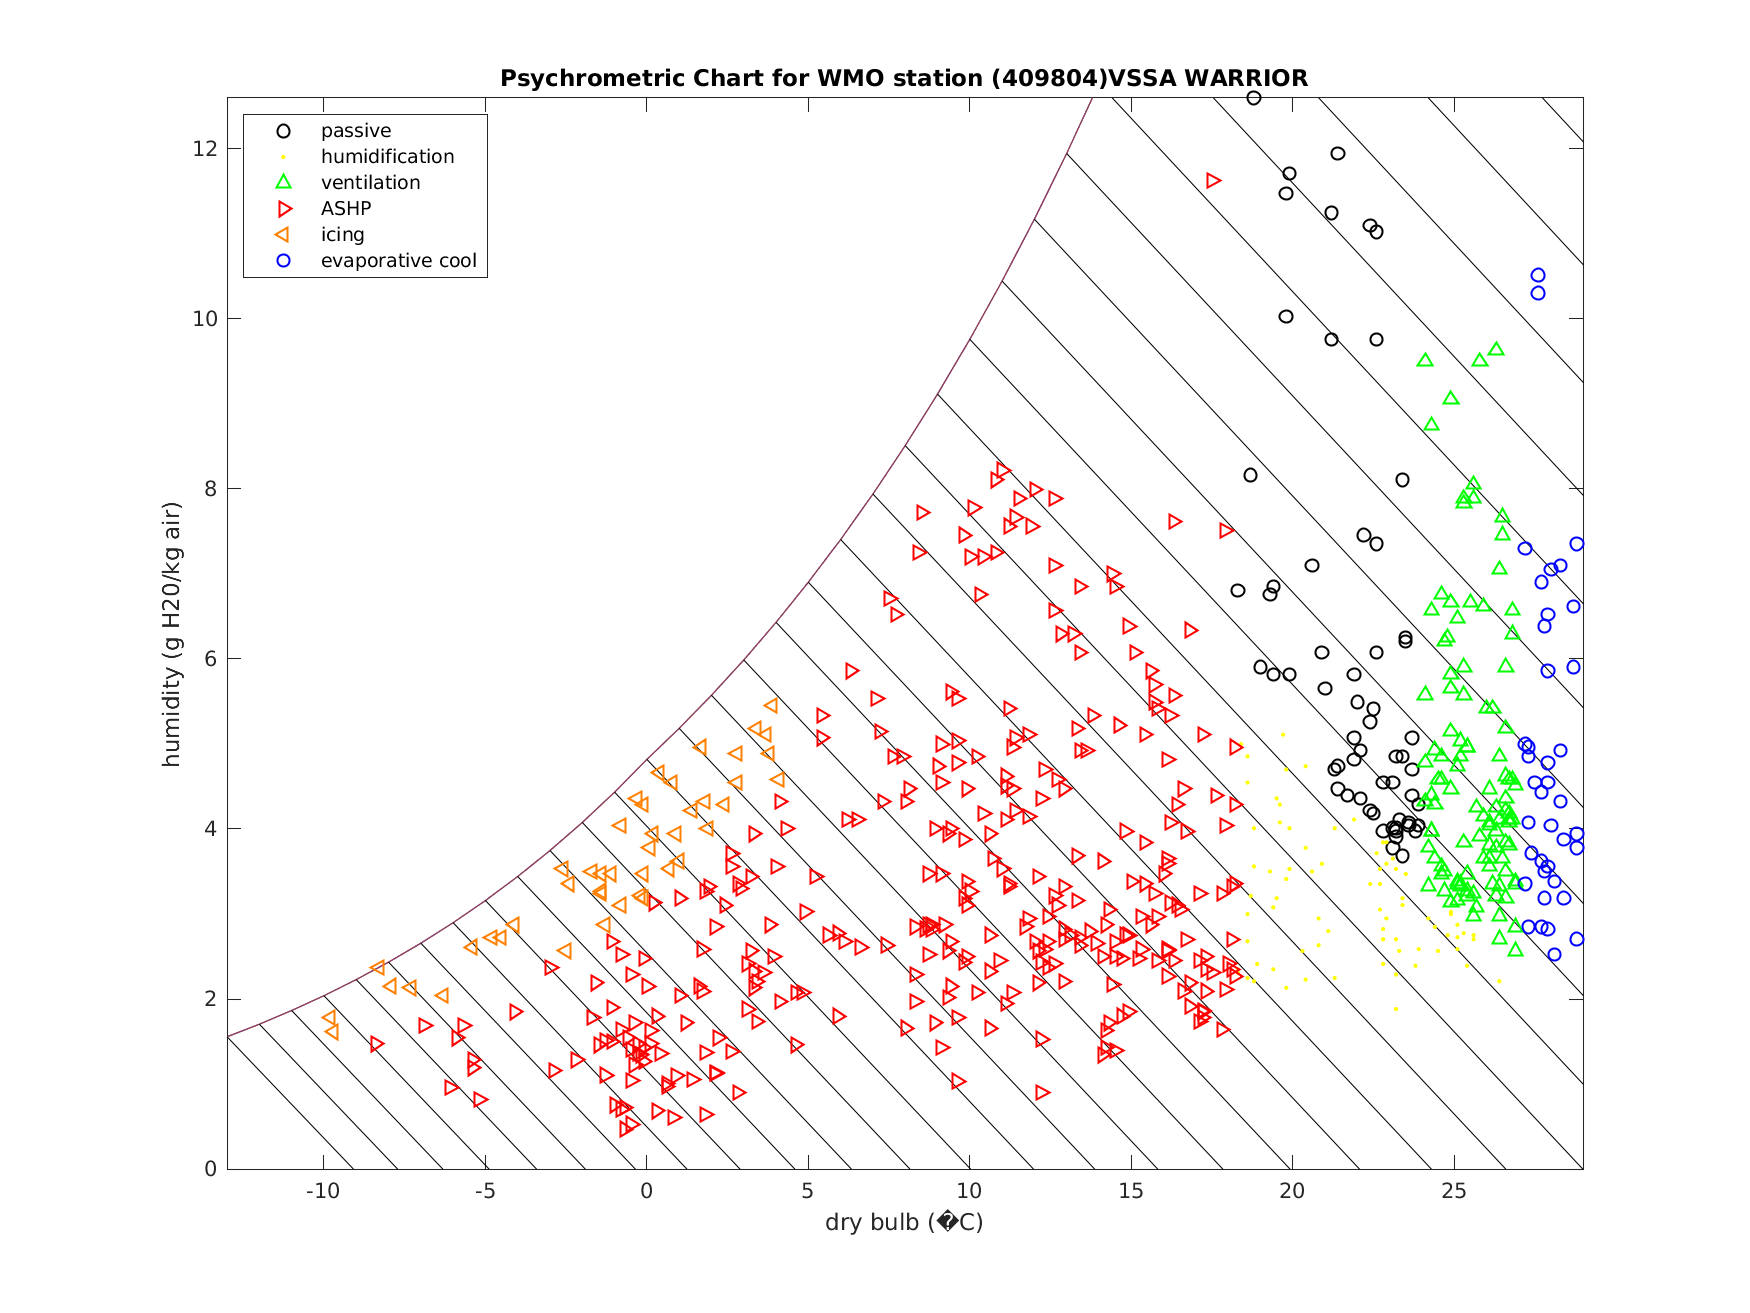 Psychrometric Chart for WMO station (409804)VSSA WARRIOR
passive
humidification
ventilation
ASHP
icing
evaporative cool
humidity (g H20/kg air)
12
10
8
6
4
2
0
-10 -5 0 5 10 15 20 25
dry bulb (�C)